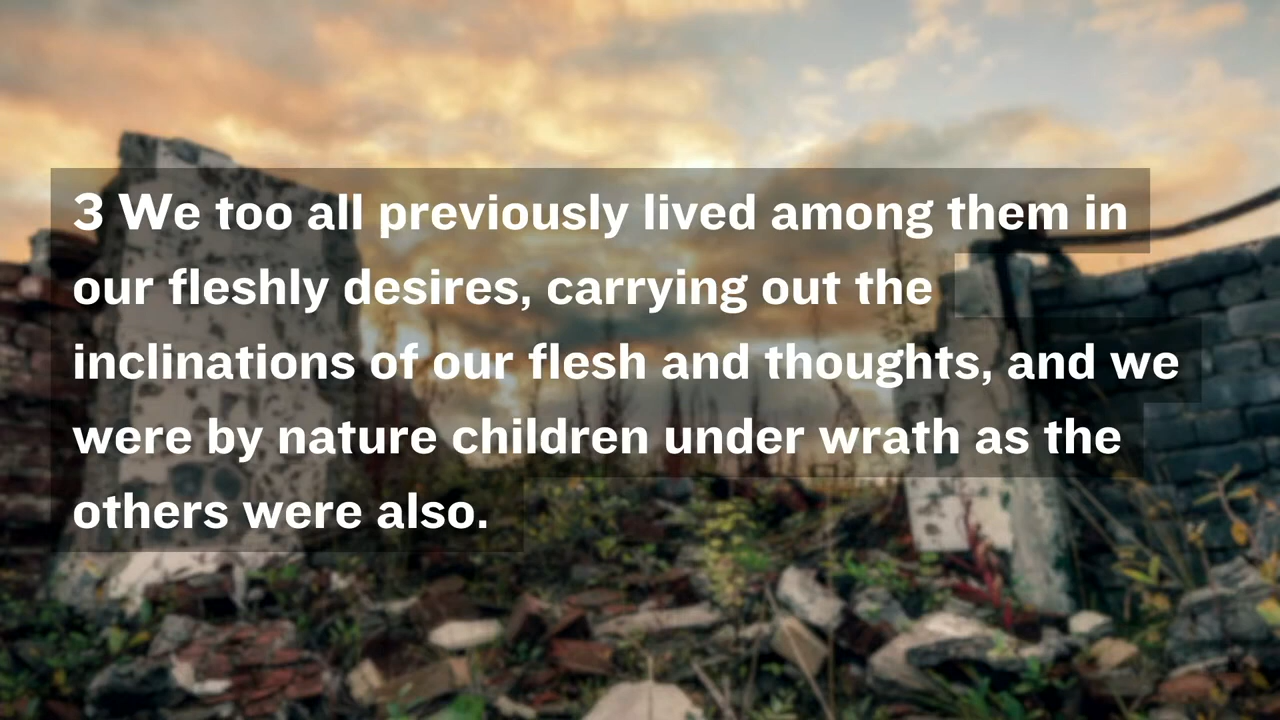 3 We too all previously lived among them in
our fleshly desires, carrying out the
inclinations of our flesh and thoughts, and we
were by nature children under wrath as the
others were also.